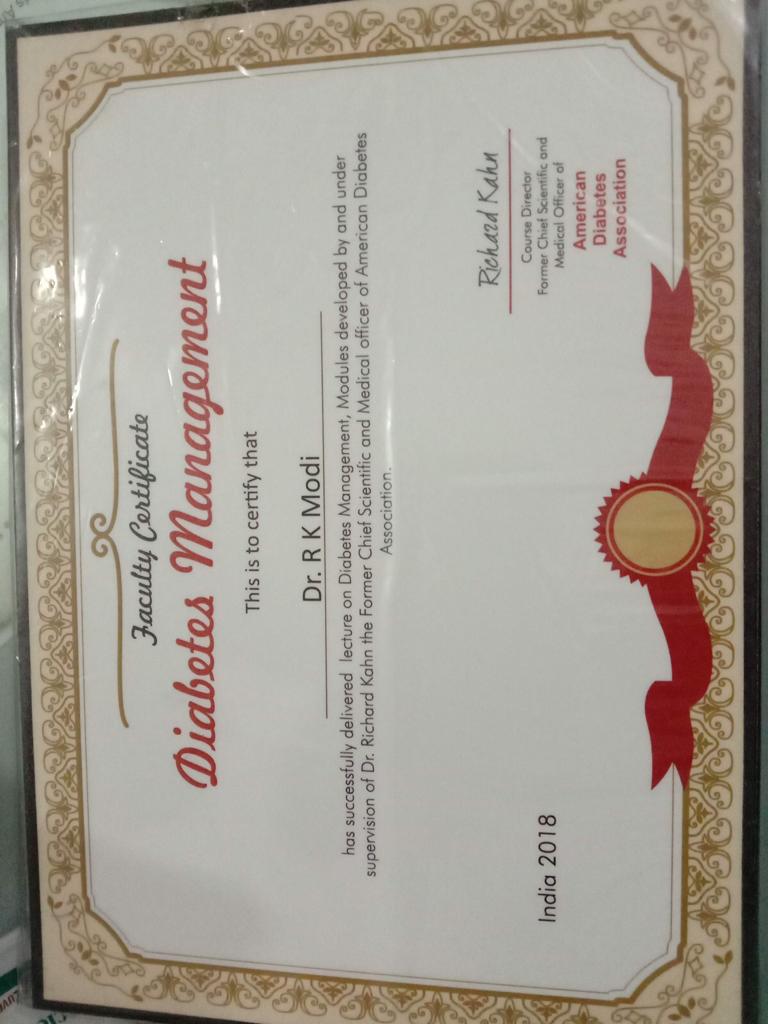 Faculty Certificate
Diabetes Management
This is to certify that
Dr. R K Modi
has successfully delivered lecture on Diabetes Management, Modules developed by and under
supervision of Dr. Richard Kahn the Former Chief Scientific and Medical officer of American Diabetes
Association.
India 2018
Richard Kahn
Course Director
Former Chief Scientific and
Medical Officer of
American
Diabetes
Association